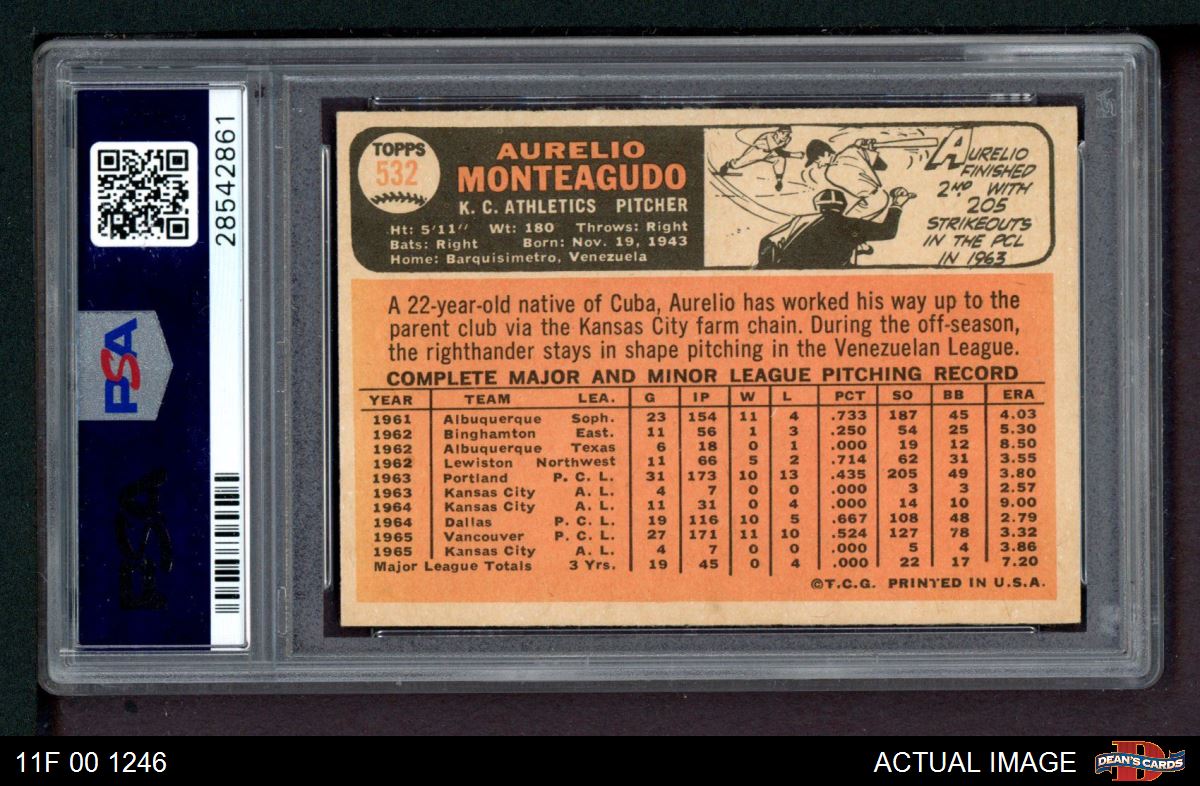 28542861
PSA
PSA
TOPPS
532
AURELIO
MONTEAGUDO
K. C. ATHLETICS PITCHER
Ht: 5'11" Wt: 180 Throws: Right
Bats: Right Born: Nov. 19, 1943
Home: Barquisimetro, Venezuela
AURELIO
FINISHED
2ND WITH
205
STRIKEOUTS
IN THE PCL
IN 1963
A 22-year-old native of Cuba, Aurelio has worked his way up to the
parent club via the Kansas City farm chain. During the off-season,
the righthander stays in shape pitching in the Venezuelan League.
COMPLETE MAJOR AND MINOR LEAGUE PITCHING RECORD
YEAR TEAM LEA. G IP W L PCT SO BB ERA
1961 Albuquerque Soph. 23 154 11 4 .733 187 45 4.03
1962 Binghamton East. 11 56 1 3 .250 54 25 5.30
1962 Albuquerque Texas 6 18 0 1 .000 19 12 8.50
1962 Lewiston Northwest 11 66 5 2 .714 62 31 3.55
1963 Portland P. C. L. 31 173 10 13 .435 205 49 3.80
1963 Kansas City A. L. 4 7 0 0 .000 3 3 2.57
1964 Kansas City A. L. 11 31 0 4 .000 14 10 9.00
1964 Dallas P. C. L. 19 116 10 5 .667 108 48 2.79
1965 Vancouver P. C. L. 27 171 11 10 .524 127 78 3.32
1965 Kansas City A. L. 4 7 0 0 .000 5 4 3.86
Major League Totals 3 Yrs. 19 45 0 4 .000 22 17 7.20
©T.C.G. PRINTED IN U.S.A.
11F 00 1246
ACTUAL IMAGE
DEAN'S CARDS